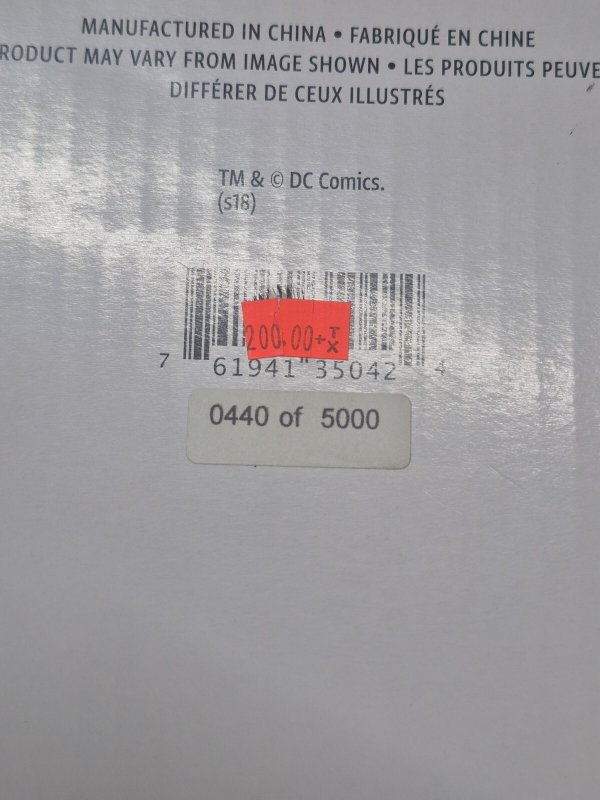 MANUFACTURED IN CHINA • FABRIQUÉ EN CHINE
RODUCT MAY VARY FROM IMAGE SHOWN • LES PRODUITS PEUVE
DIFFÉRER DE CEUX ILLUSTRÉS
TM & © DC Comics.
(s18)
200.00+TX
7 61941 35042 4
0440 of 5000